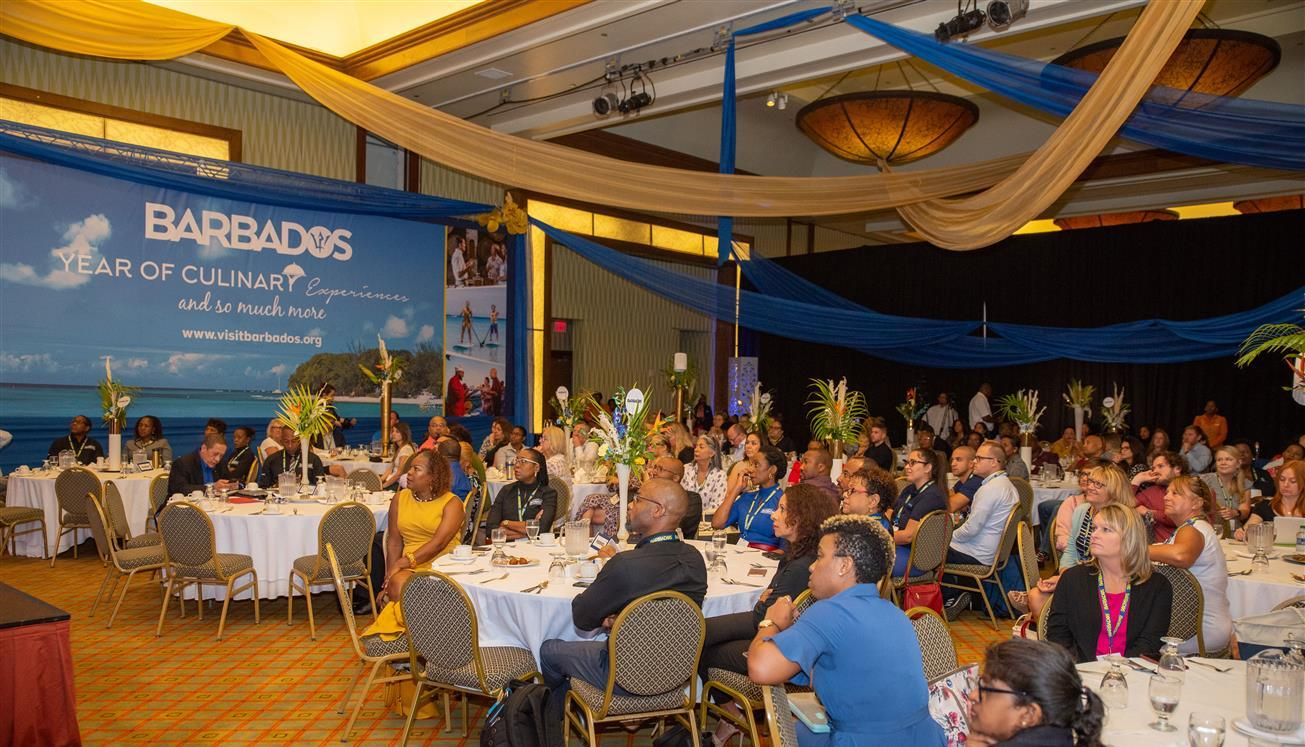 BARBADOS
YEAR OF CULINARY Experiences
and so much more
www.visitbarbados.org